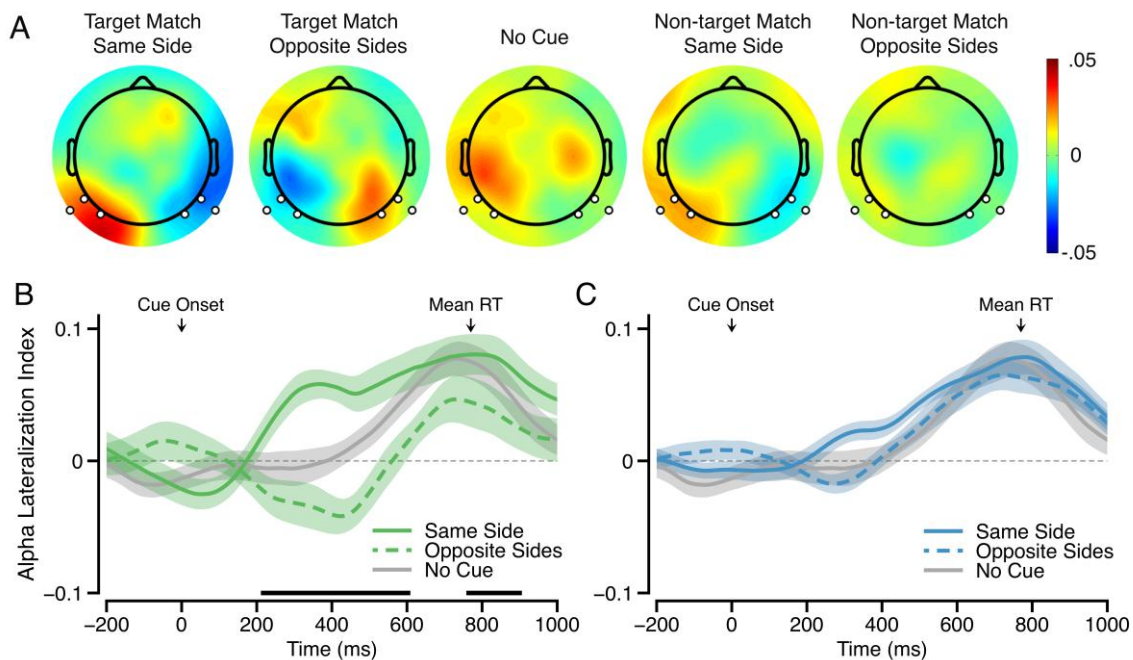 A
Target Match
Same Side
Target Match
Opposite Sides
No Cue
Non-target Match
Same Side
Non-target Match
Opposite Sides
.05
0
-.05
B
Cue Onset
Mean RT
Alpha Lateralization Index
0.1
0
−0.1
Same Side
Opposite Sides
No Cue
−200 0 200 400 600 800 1000
Time (ms)
C
Cue Onset
Mean RT
0.1
0
−0.1
Same Side
Opposite Sides
No Cue
−200 0 200 400 600 800 1000
Time (ms)